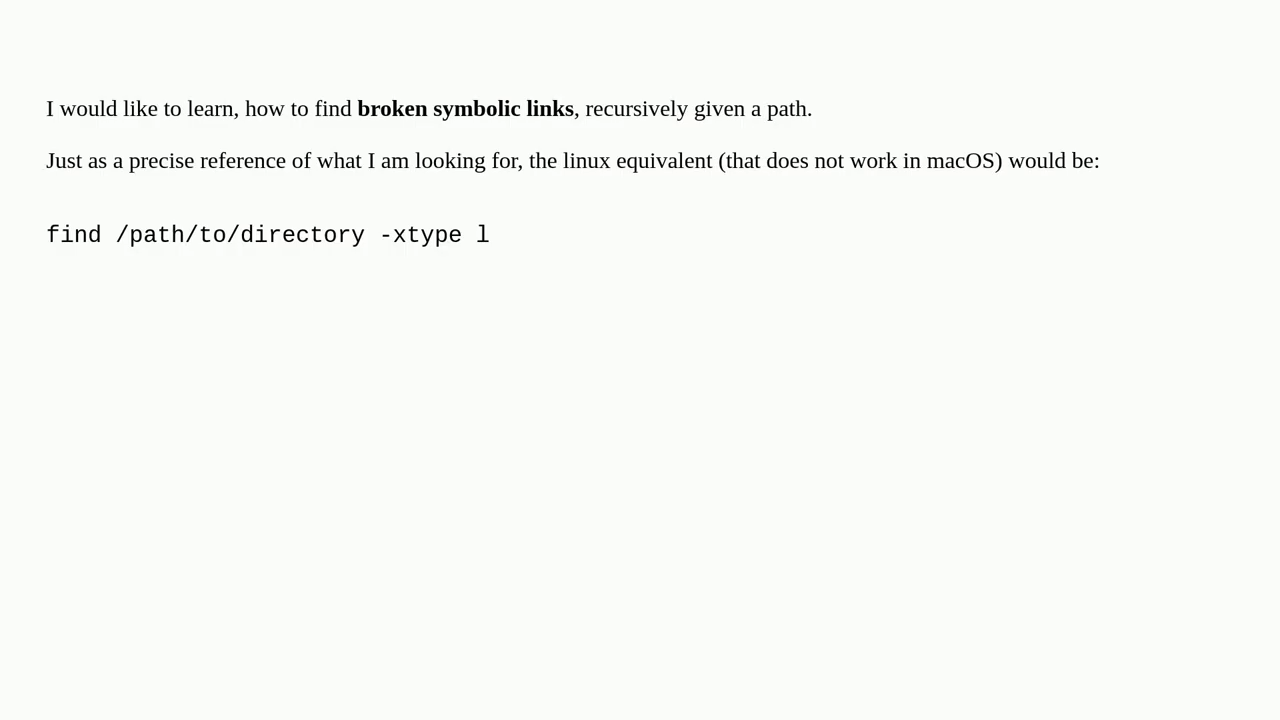 I would like to learn, how to find broken symbolic links, recursively given a path.
Just as a precise reference of what I am looking for, the linux equivalent (that does not work in macOS) would be:
find /path/to/directory -xtype l